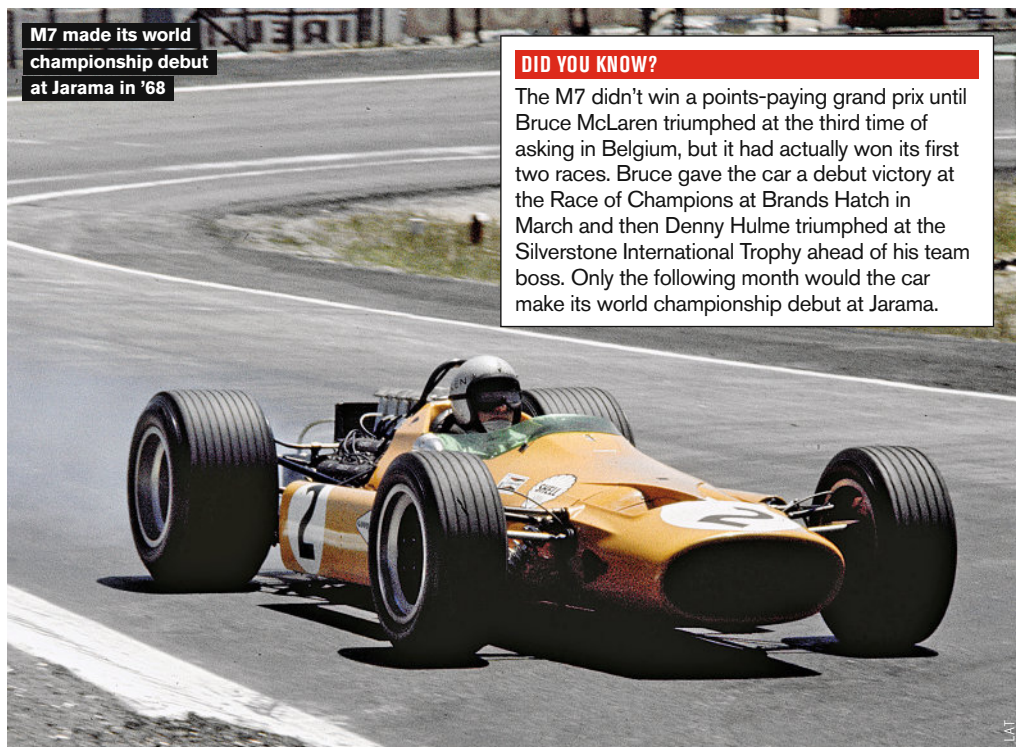 M7 made its world
championship debut
at Jarama in ’68
DID YOU KNOW?
The M7 didn’t win a points-paying grand prix until
Bruce McLaren triumphed at the third time of
asking in Belgium, but it had actually won its first
two races. Bruce gave the car a debut victory at
the Race of Champions at Brands Hatch in
March and then Denny Hulme triumphed at the
Silverstone International Trophy ahead of his team
boss. Only the following month would the car
make its world championship debut at Jarama.
2
SHELL
2
LAT